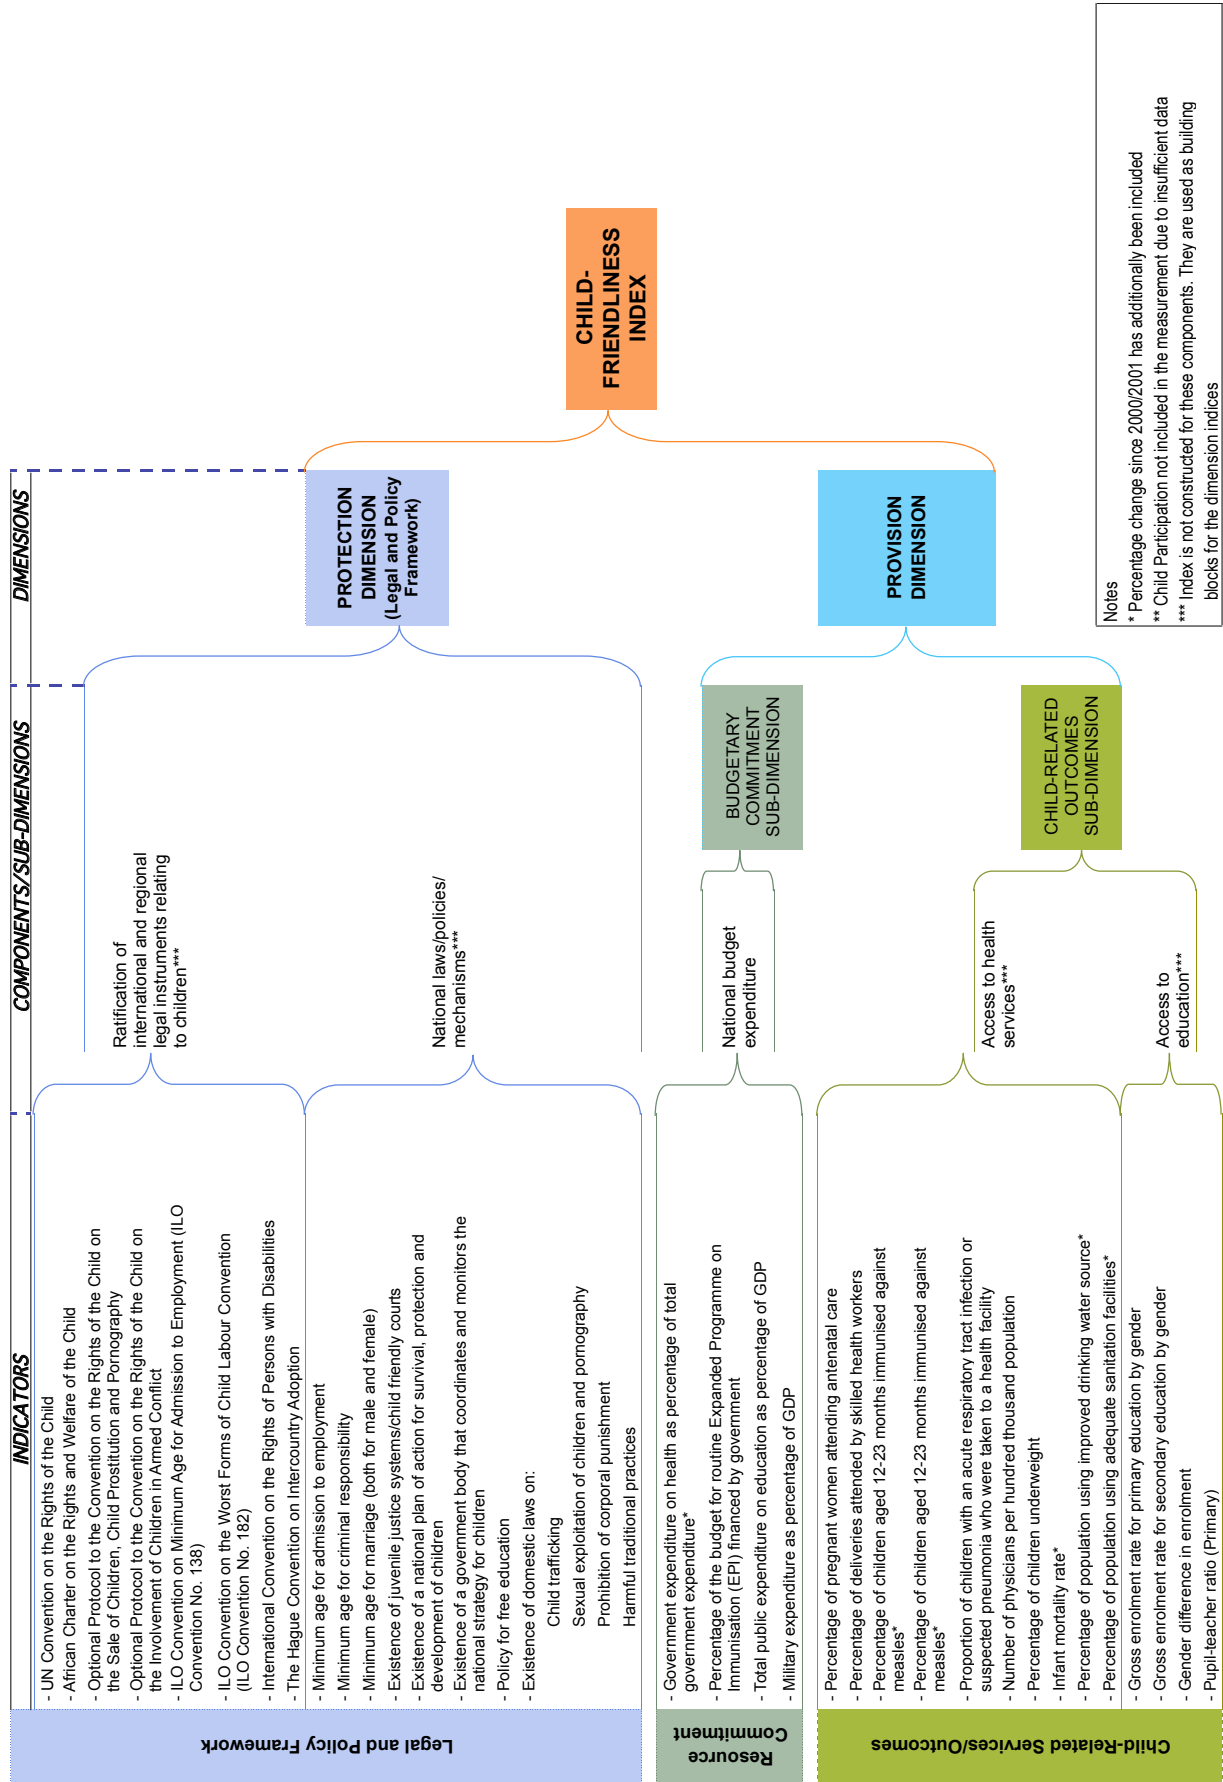 INDICATORS
COMPONENTS/SUB-DIMENSIONS
DIMENSIONS
Legal and Policy Framework
- UN Convention on the Rights of the Child
- African Charter on the Rights and Welfare of the Child
- Optional Protocol to the Convention on the Rights of the Child on
the Sale of Children, Child Prostitution and Pornography
- Optional Protocol to the Convention on the Rights of the Child on
the Involvement of Children in Armed Conflict
- ILO Convention on Minimum Age for Admission to Employment (ILO
Convention No. 138)
- ILO Convention on the Worst Forms of Child Labour Convention
(ILO Convention No. 182)
- International Convention on the Rights of Persons with Disabilities
- The Hague Convention on Intercountry Adoption
- Minimum age for admission to employment
- Minimum age for criminal responsibility
- Minimum age for marriage (both for male and female)
- Existence of juvenile justice systems/child friendly courts
- Existence of a national plan of action for survival, protection and
development of children
- Existence of a government body that coordinates and monitors the
national strategy for children
- Policy for free education
- Existence of domestic laws on:
Child trafficking
Sexual exploitation of children and pornography
Prohibition of corporal punishment
Harmful traditional practices
Ratification of
international and regional
legal instruments relating
to children***
National laws/policies/
mechanisms***
PROTECTION
DIMENSION
(Legal and Policy
Framework)
Resource
Commitment
- Government expenditure on health as percentage of total
government expenditure*
- Percentage of the budget for routine Expanded Programme on
Immunisation (EPI) financed by government
- Total public expenditure on education as percentage of GDP
- Military expenditure as percentage of GDP
National budget
expenditure
BUDGETARY
COMMITMENT
SUB-DIMENSION
Child-Related Services/Outcomes
- Percentage of pregnant women attending antenatal care
- Percentage of deliveries attended by skilled health workers
- Percentage of children aged 12-23 months immunised against
measles*
- Percentage of children aged 12-23 months immunised against
measles*
- Proportion of children with an acute respiratory tract infection or
suspected pneumonia who were taken to a health facility
- Number of physicians per hundred thousand population
- Percentage of children underweight
- Infant mortality rate*
- Percentage of population using improved drinking water source*
- Percentage of population using adequate sanitation facilities*
- Gross enrolment rate for primary education by gender
- Gross enrolment rate for secondary education by gender
- Gender difference in enrolment
- Pupil-teacher ratio (Primary)
Access to health
services***
Access to
education***
CHILD-RELATED
OUTCOMES
SUB-DIMENSION
PROVISION
DIMENSION
CHILD-
FRIENDLINESS
INDEX
Notes
* Percentage change since 2000/2001 has additionally been included
** Child Participation not included in the measurement due to insufficient data
*** Index is not constructed for these components. They are used as building
blocks for the dimension indices